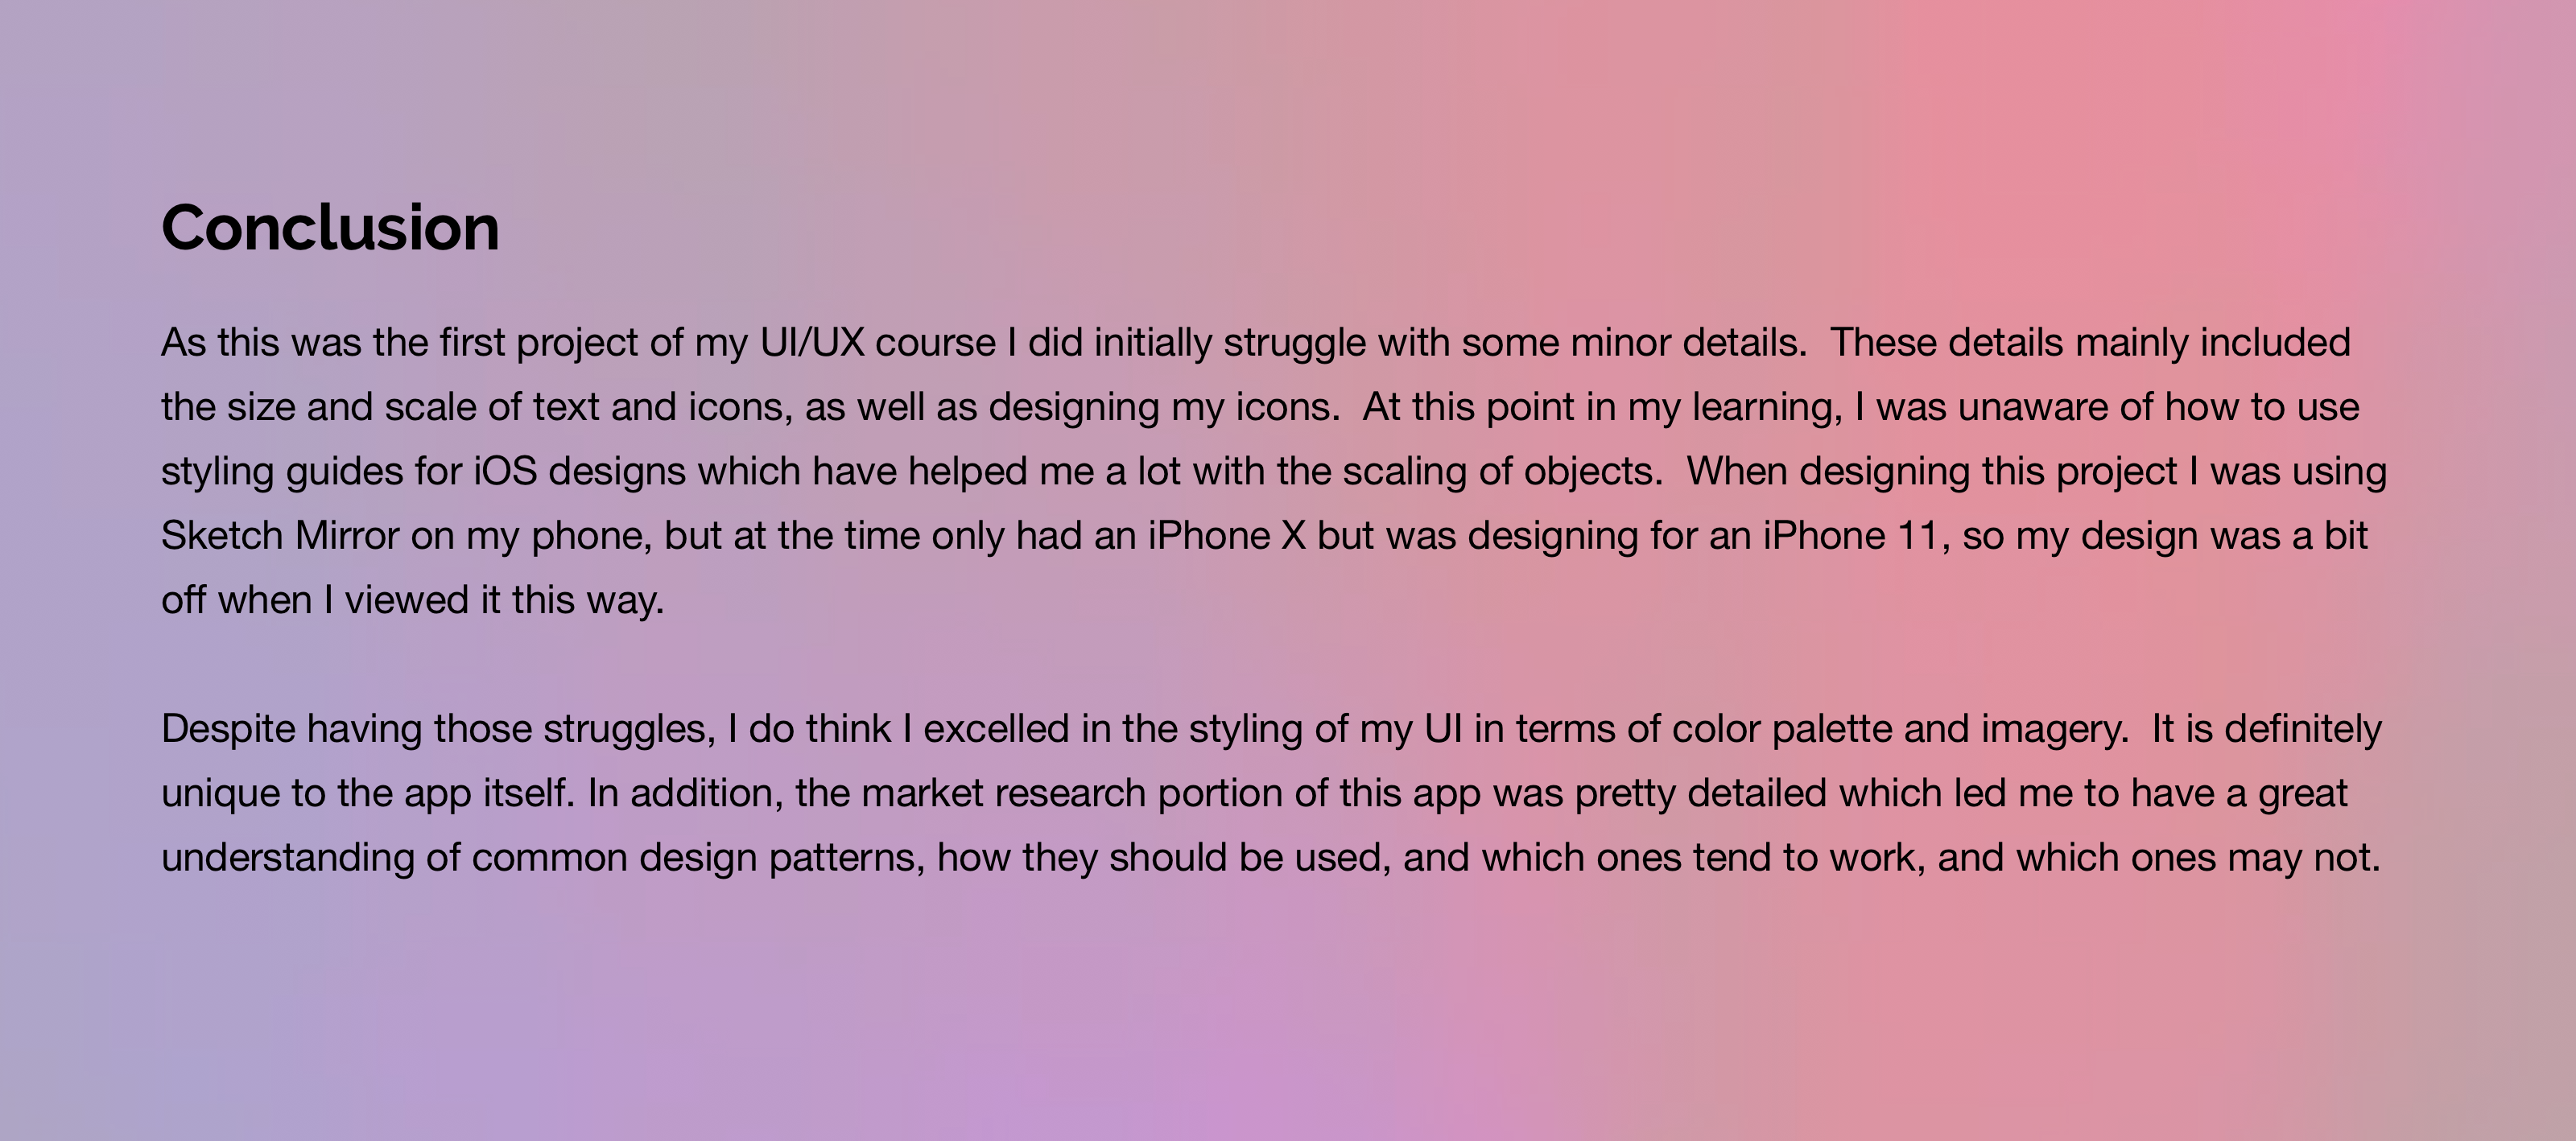 Conclusion
As this was the first project of my UI/UX course I did initially struggle with some minor details.  These details mainly included
the size and scale of text and icons, as well as designing my icons.  At this point in my learning, I was unaware of how to use
styling guides for iOS designs which have helped me a lot with the scaling of objects.  When designing this project I was using
Sketch Mirror on my phone, but at the time only had an iPhone X but was designing for an iPhone 11, so my design was a bit
off when I viewed it this way.
Despite having those struggles, I do think I excelled in the styling of my UI in terms of color palette and imagery.  It is definitely
unique to the app itself. In addition, the market research portion of this app was pretty detailed which led me to have a great
understanding of common design patterns, how they should be used, and which ones tend to work, and which ones may not.